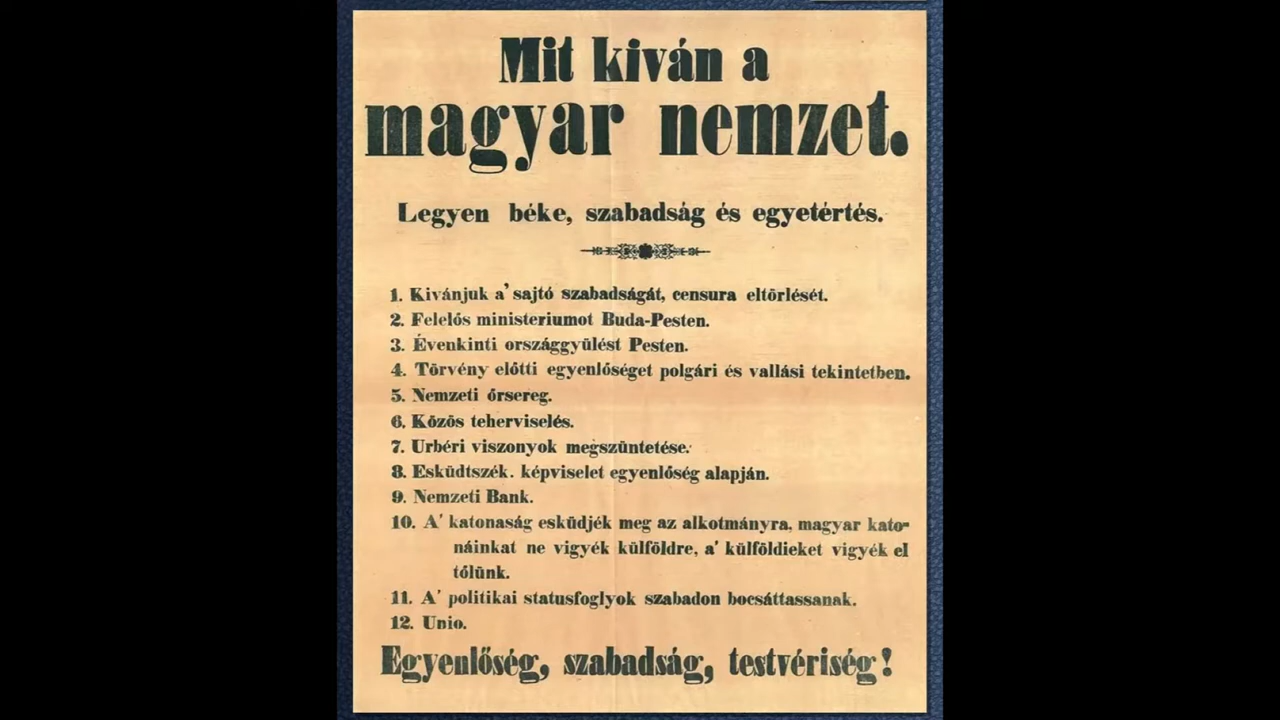 Mit kiván a
magyar nemzet.
Legyen béke, szabadság és egyetértés.
1. Kivánjuk a' sajtó szabadságát, censura eltörlését.
2. Felelős ministeriumot Buda-Pesten.
3. Évenkinti országgyülést Pesten.
4. Törvény előtti egyenlőséget polgári és vallási tekintetben.
5. Nemzeti őrsereg.
6. Közös teherviselés.
7. Urbéri viszonyok megszüntetése.
8. Esküdtszék. képviselet egyenlőség alapján.
9. Nemzeti Bank.
10. A' katonaság esküdjék meg az alkotmányra, magyar kato-
náinkat ne vigyék külföldre, a' külföldieket vigyék el
tőlünk.
11. A' politikai statusfoglyok szabadon bocsáttassanak.
12. Unio.
Egyenlőség, szabadság, testvériség!